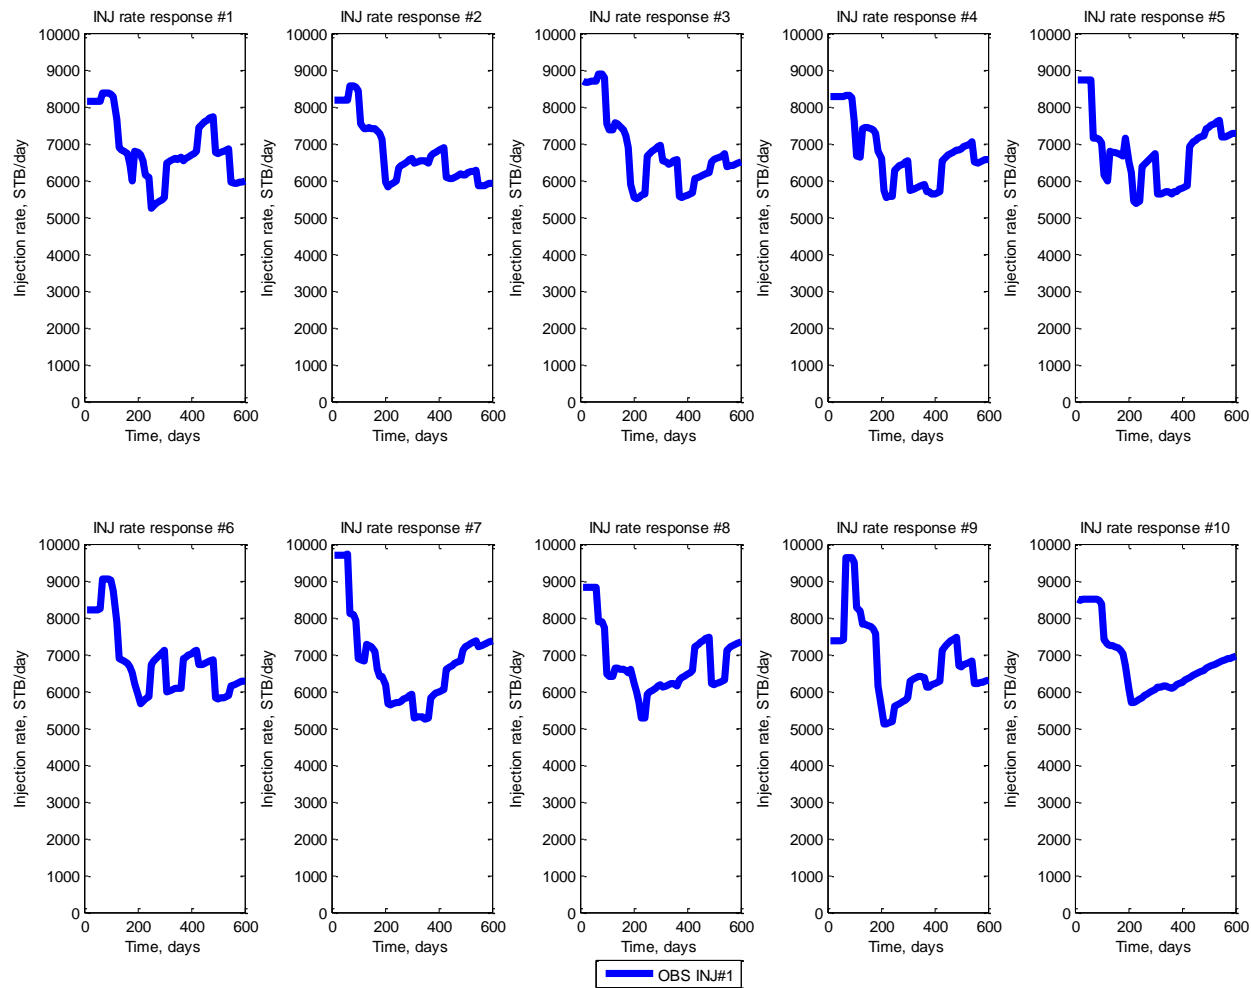 INJ rate response #1
INJ rate response #2
INJ rate response #3
INJ rate response #4
INJ rate response #5
10000
9000
8000
7000
6000
5000
4000
3000
2000
1000
0
Injection rate, STB/day
0 200 400 600
Time, days
10000
9000
8000
7000
6000
5000
4000
3000
2000
1000
0
Injection rate, STB/day
0 200 400 600
Time, days
10000
9000
8000
7000
6000
5000
4000
3000
2000
1000
0
Injection rate, STB/day
0 200 400 600
Time, days
10000
9000
8000
7000
6000
5000
4000
3000
2000
1000
0
Injection rate, STB/day
0 200 400 600
Time, days
10000
9000
8000
7000
6000
5000
4000
3000
2000
1000
0
Injection rate, STB/day
0 200 400 600
Time, days
INJ rate response #6
INJ rate response #7
INJ rate response #8
INJ rate response #9
INJ rate response #10
10000
9000
8000
7000
6000
5000
4000
3000
2000
1000
0
Injection rate, STB/day
0 200 400 600
Time, days
10000
9000
8000
7000
6000
5000
4000
3000
2000
1000
0
Injection rate, STB/day
0 200 400 600
Time, days
10000
9000
8000
7000
6000
5000
4000
3000
2000
1000
0
Injection rate, STB/day
0 200 400 600
Time, days
10000
9000
8000
7000
6000
5000
4000
3000
2000
1000
0
Injection rate, STB/day
0 200 400 600
Time, days
10000
9000
8000
7000
6000
5000
4000
3000
2000
1000
0
Injection rate, STB/day
0 200 400 600
Time, days
OBS INJ#1